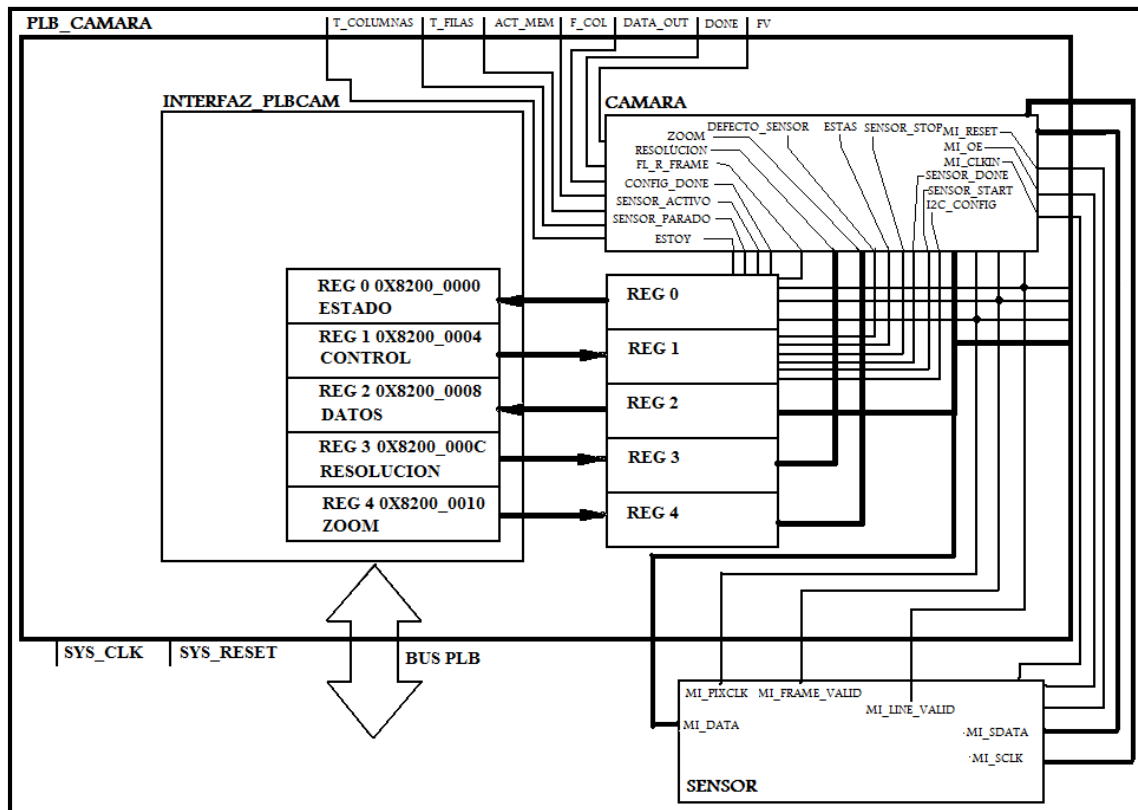 PLB_CAMARA
T_COLUMNAS
T_FILAS
ACT_MEM
F_COL
DATA_OUT
DONE
FV
INTERFAZ_PLBCAM
CAMARA
DEFECTO_SENSOR
ESTAS
SENSOR_STOP
MI_RESET
ZOOM
MI_OE
RESOLUCION
MI_CLKIN
FL_R_FRAME
SENSOR_DONE
CONFIG_DONE
SENSOR_START
SENSOR_ACTIVO
I2C_CONFIG
SENSOR_PARADO
ESTOY
REG 0 0X8200_0000
ESTADO
REG 1 0X8200_0004
CONTROL
REG 2 0X8200_0008
DATOS
REG 3 0X8200_000C
RESOLUCION
REG 4 0X8200_0010
ZOOM
REG 0
REG 1
REG 2
REG 3
REG 4
SYS_CLK
SYS_RESET
BUS PLB
MI_PIXCLK
MI_FRAME_VALID
MI_LINE_VALID
MI_DATA
MI_SDATA
MI_SCLK
SENSOR